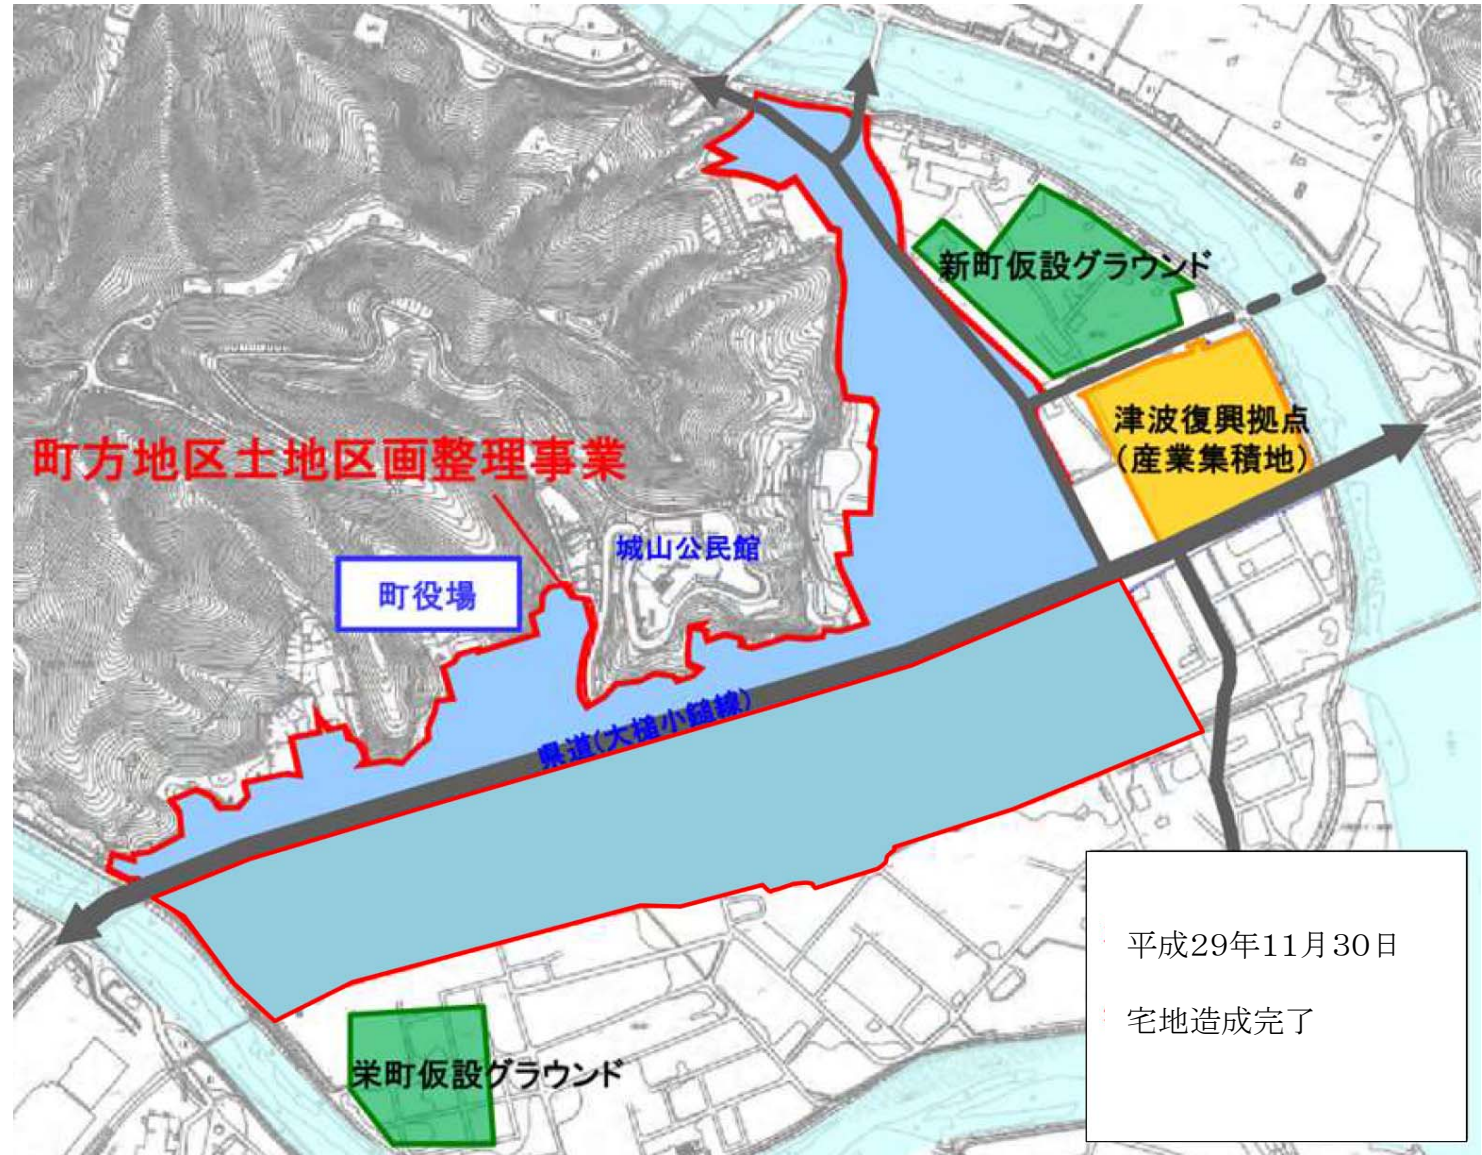 新町仮設グラウンド
津波復興拠点
(産業集積地)
町方地区土地区画整理事業
城山公民館
町役場
県道(大槌小鎚線)
平成29年11月30日
宅地造成完了
栄町仮設グラウンド